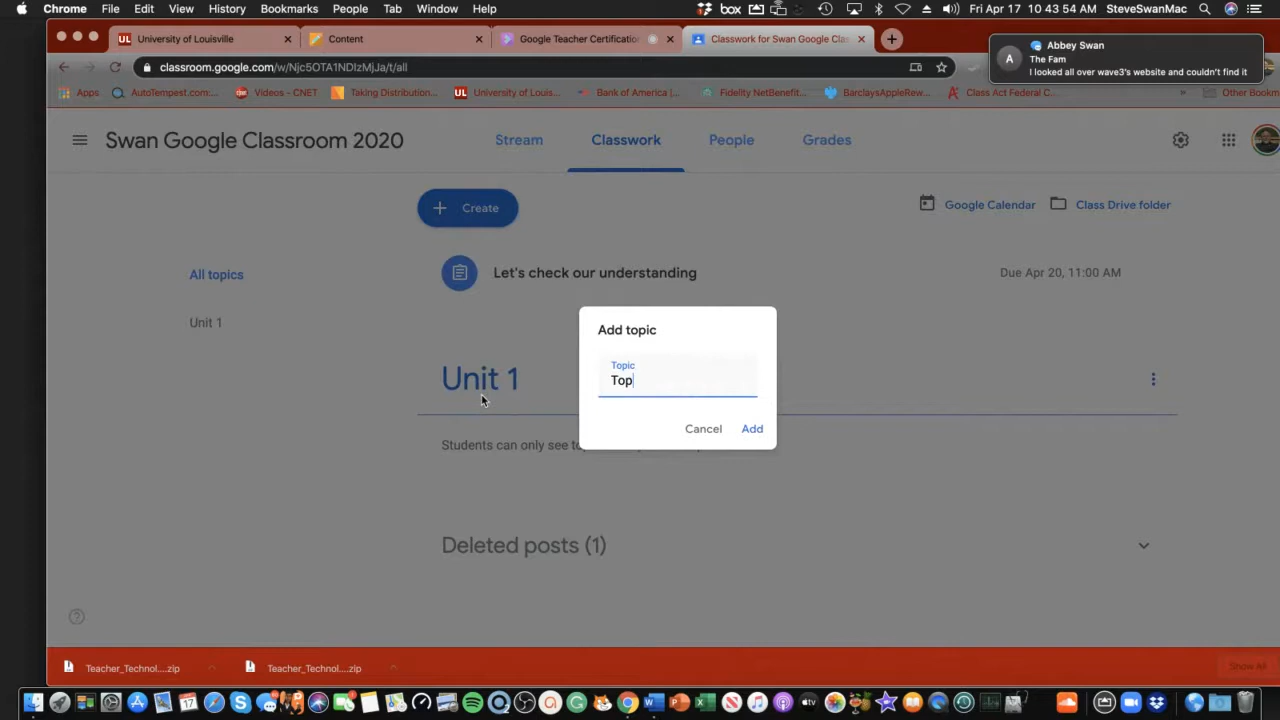 Chrome File Edit View History Bookmarks People Tab Window Help box Fri Apr 17 10:43:54 AM SteveSwanMac
University of Louisville Content Google Teacher Certificatio Classwork for Swan Google Clas
Abbey Swan
The Fam
A I looked all over wave3's website and couldn't find it
classroom.google.com/w/Njc5OTA1NDIzMjJa/t/all
Apps AutoTempest.com:... Videos - CNET Taking Distribution... University of Louis... Bank of America |... Fidelity NetBenefit... BarclaysAppleRew... Class Act Federal C... » Other Bookm
Swan Google Classroom 2020 Stream Classwork People Grades
Create Google Calendar Class Drive folder
All topics Let's check our understanding Due Apr 20, 11:00 AM
Unit 1
Add topic
Topic
Top
Cancel Add
Unit 1
Students can only see to
Deleted posts (1)
Teacher_Technol....zip Teacher_Technol....zip Show All